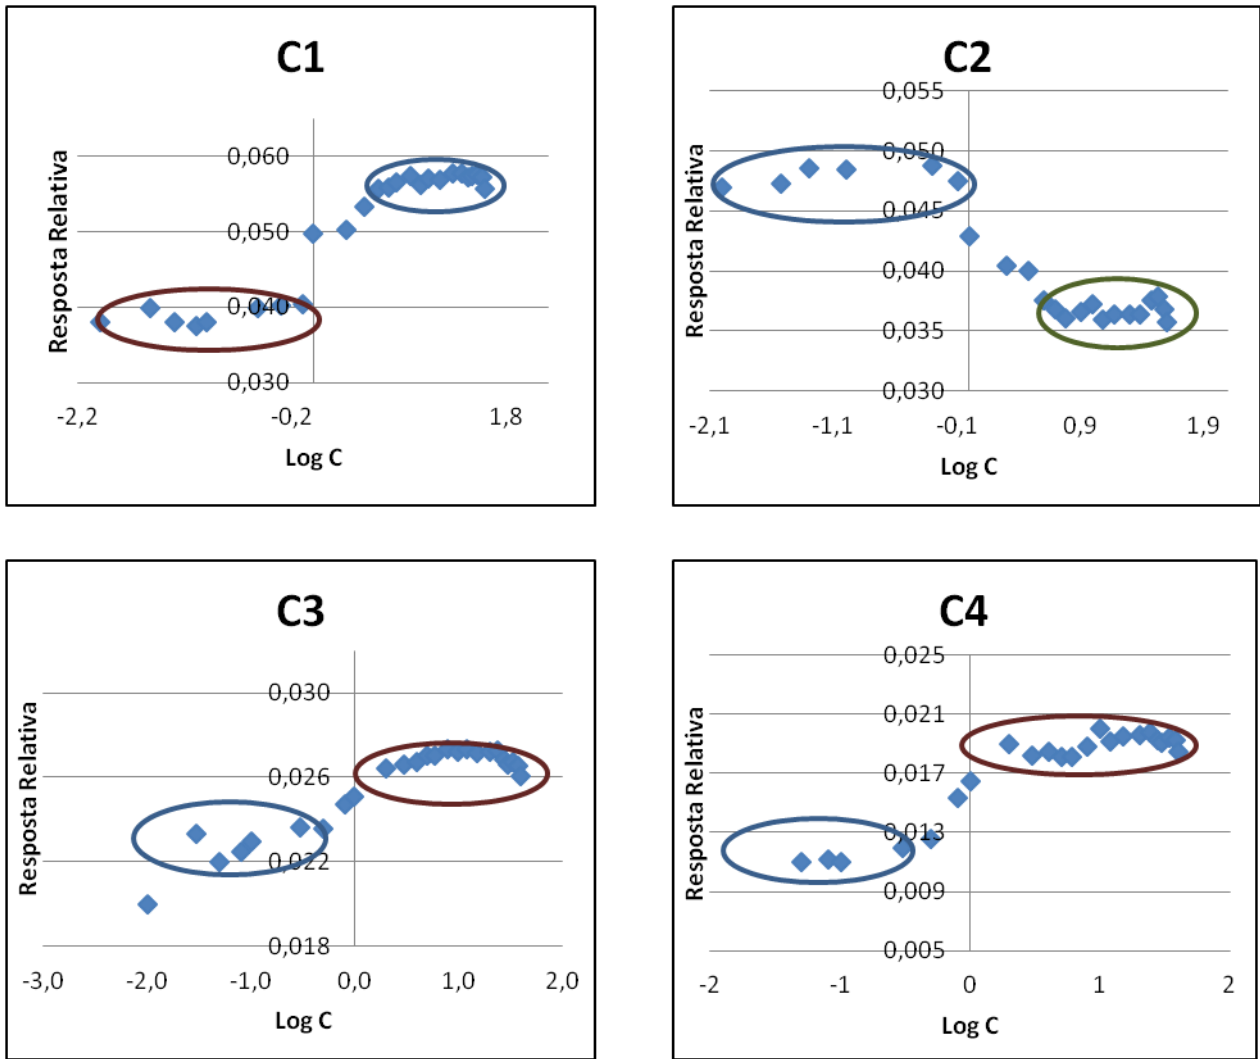 C1
Resposta Relativa
0,060
0,050
0,040
0,030
-2,2 -0,2 1,8
Log C
C2
Resposta Relativa
0,055
0,050
0,045
0,040
0,035
0,030
-2,1 -1,1 -0,1 0,9 1,9
Log C
C3
Resposta Relativa
0,030
0,026
0,022
0,018
-3,0 -2,0 -1,0 0,0 1,0 2,0
Log C
C4
Resposta Relativa
0,025
0,021
0,017
0,013
0,009
0,005
-2 -1 0 1 2
Log C